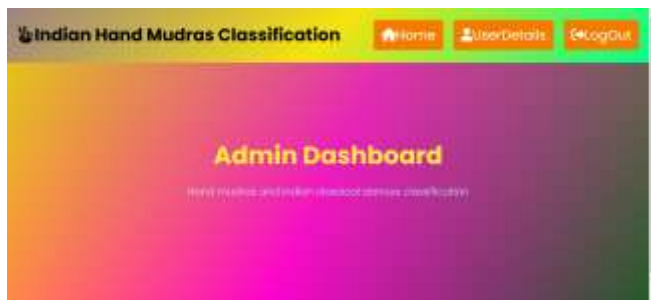 Indian Hand Mudras Classification
Home
UserDetails
LogOut
Admin Dashboard
Hand mudras and indian classical dances classification